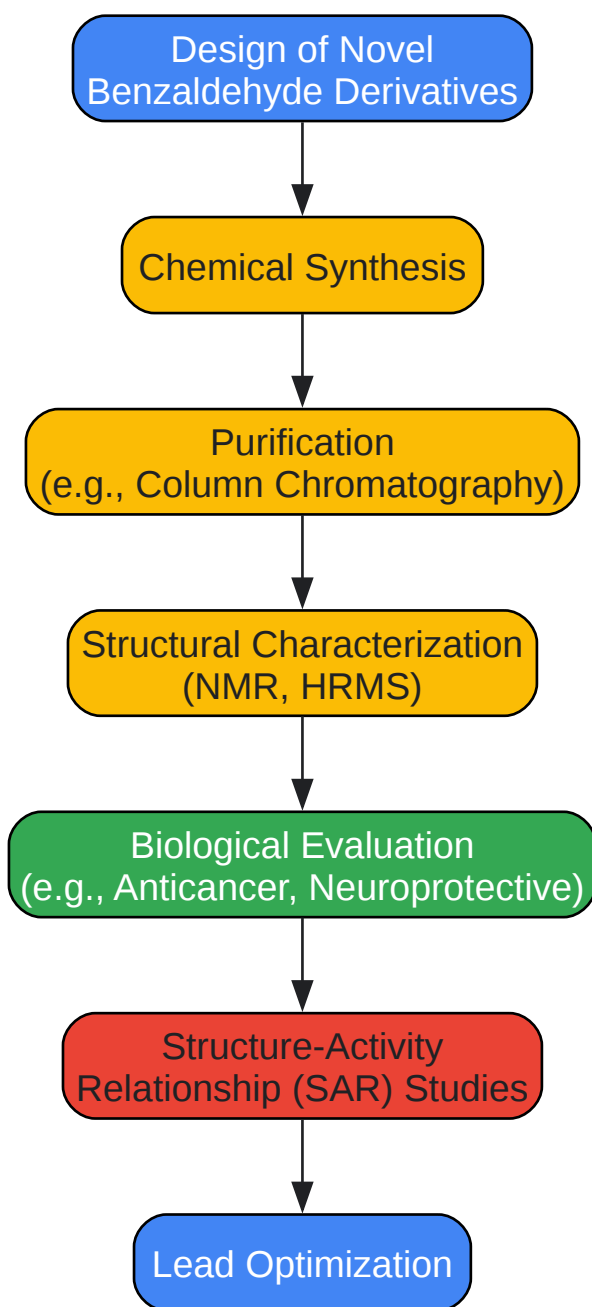 Design of Novel
Benzaldehyde Derivatives
Chemical Synthesis
Purification
(e.g., Column Chromatography)
Structural Characterization
(NMR, HRMS)
Biological Evaluation
(e.g., Anticancer, Neuroprotective)
Structure-Activity
Relationship (SAR) Studies
Lead Optimization